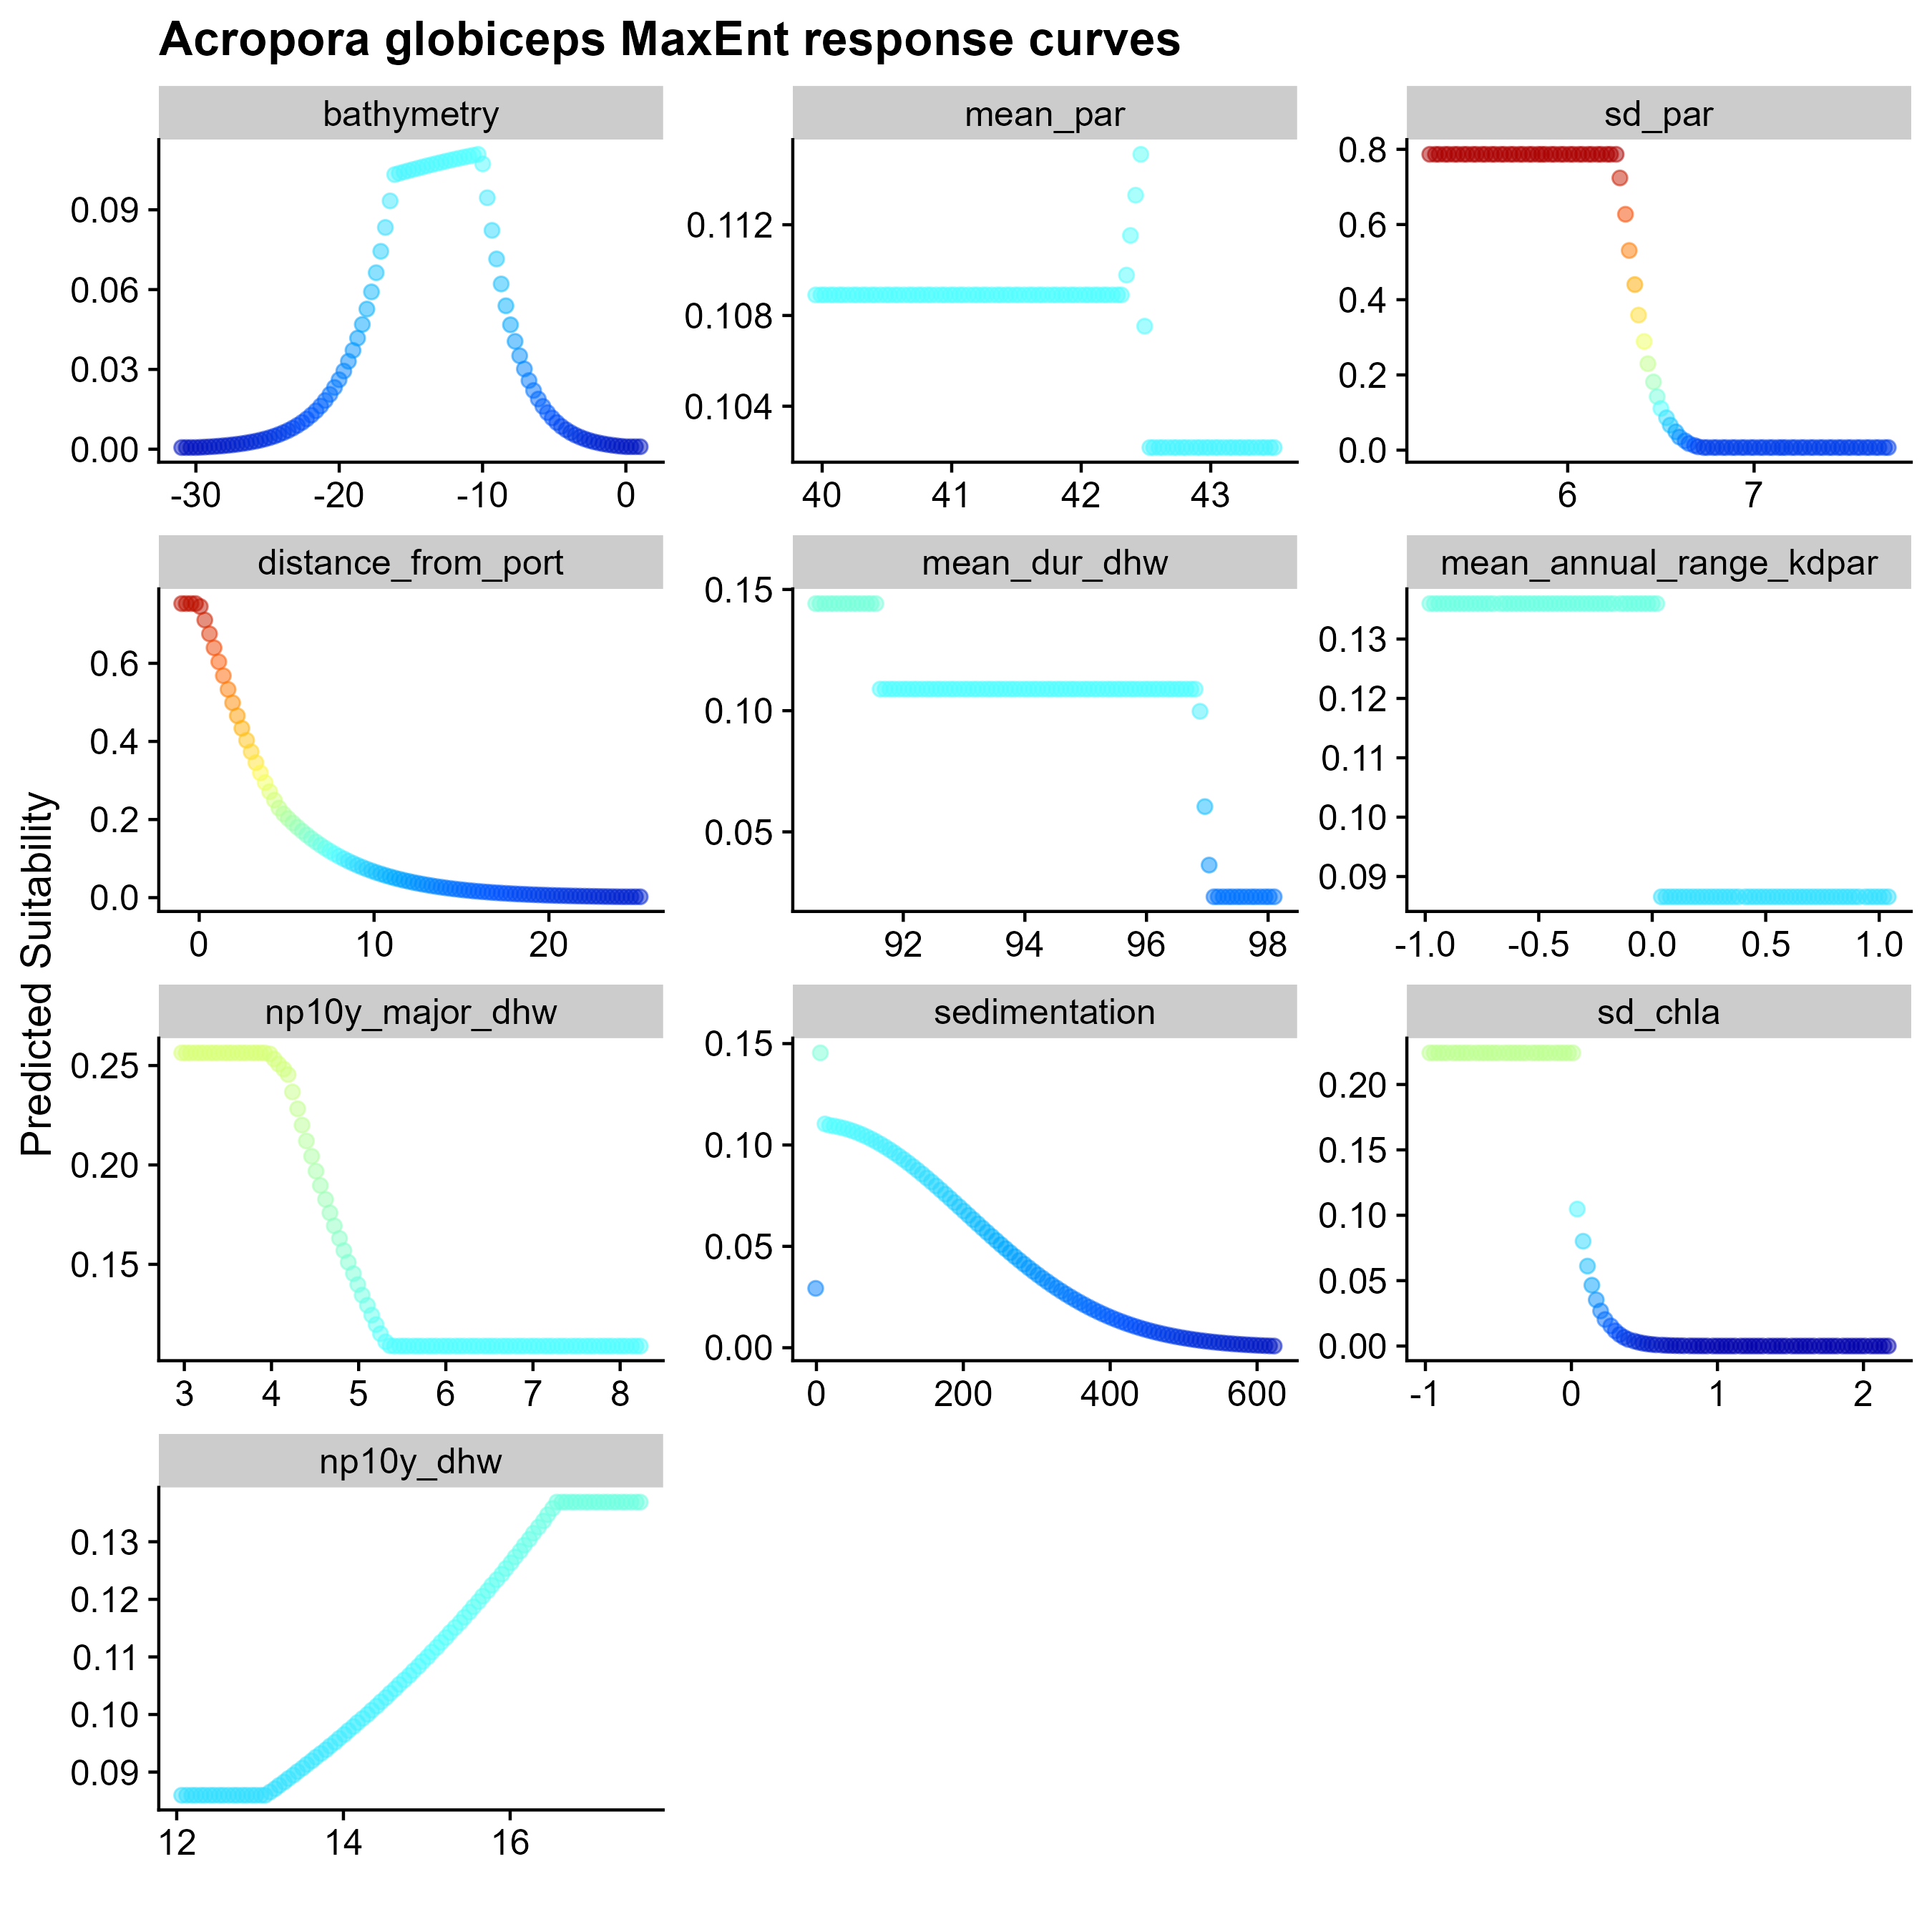 Acropora globiceps MaxEnt response curves
bathymetry
mean_par
sd_par
0.09
0.06
0.03
0.00
-30 -20 -10 0
0.112
0.108
0.104
40 41 42 43
0.8
0.6
0.4
0.2
0.0
6 7
distance_from_port
mean_dur_dhw
mean_annual_range_kdpar
0.6
0.4
0.2
0.0
0 10 20
0.15
0.10
0.05
92 94 96 98
0.13
0.12
0.11
0.10
0.09
-1.0 -0.5 0.0 0.5 1.0
Predicted Suitability
np10y_major_dhw
sedimentation
sd_chla
0.25
0.20
0.15
3 4 5 6 7 8
0.15
0.10
0.05
0.00
0 200 400 600
0.20
0.15
0.10
0.05
0.00
-1 0 1 2
np10y_dhw
0.13
0.12
0.11
0.10
0.09
12 14 16